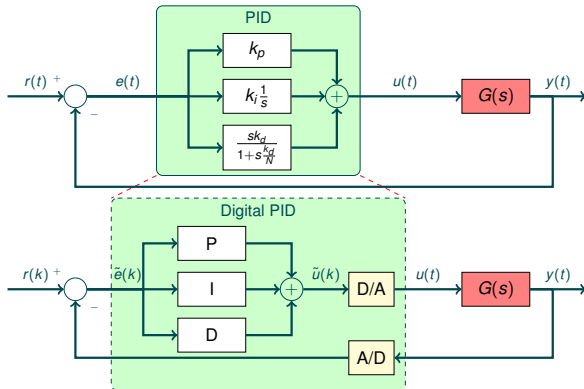 PID
r(t) + e(t) k_p u(t) y(t)
k_i 1/s + G(s)
−
sk_d / 1+s k_d/N
Digital PID
r(k) + ẽ(k) P ũ(k) u(t) y(t)
I + D/A G(s)
−
D
A/D